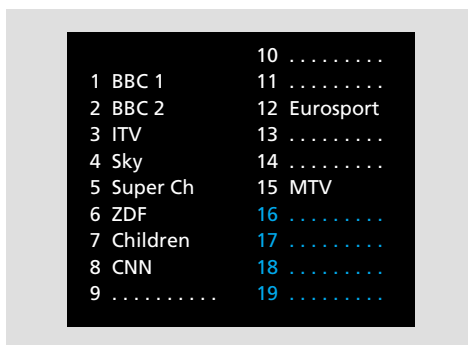 1 BBC 1
2 BBC 2
3 ITV
4 Sky
5 Super Ch
6 ZDF
7 Children
8 CNN
9 . . . . . . . . . .
10 . . . . . . . . .
11 . . . . . . . . .
12 Eurosport
13 . . . . . . . . .
14 . . . . . . . . .
15 MTV
16 . . . . . . . . .
17 . . . . . . . . .
18 . . . . . . . . .
19 . . . . . . . . .